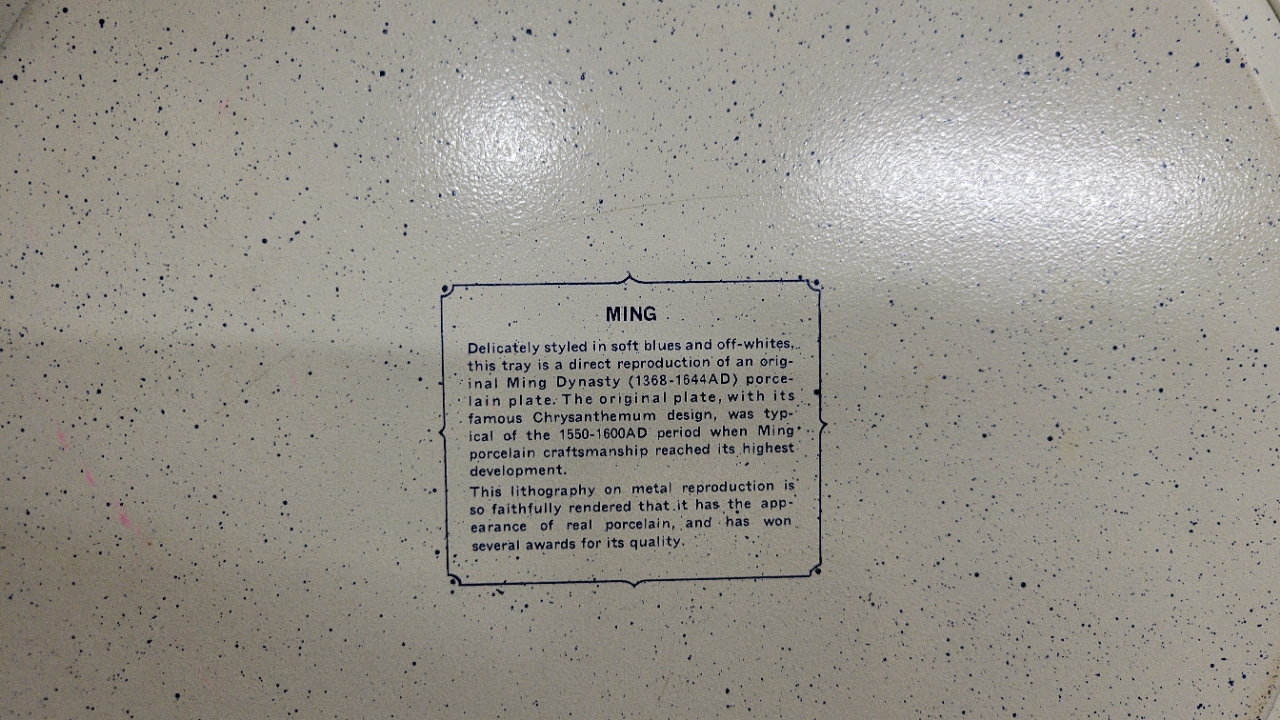 MING
Delicately styled in soft blues and off-whites,
this tray is a direct reproduction of an orig-
inal Ming Dynasty (1368-1644AD) porce-
lain plate. The original plate, with its
famous Chrysanthemum design, was typ-
ical of the 1550-1600AD period when Ming
porcelain craftsmanship reached its highest
development.
This lithography on metal reproduction is
so faithfully rendered that it has the app-
earance of real porcelain, and has won
several awards for its quality.